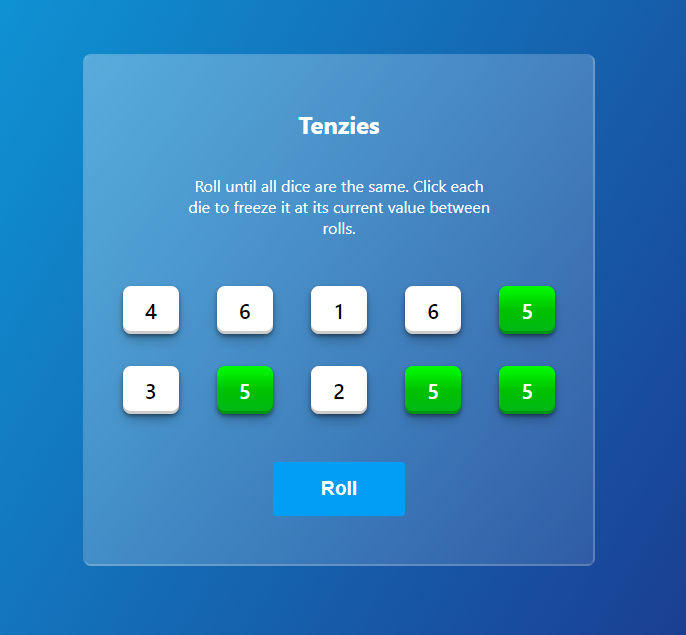 Tenzies
Roll until all dice are the same. Click each
die to freeze it at its current value between
rolls.
4 6 1 6 5
3 5 2 5 5
Roll